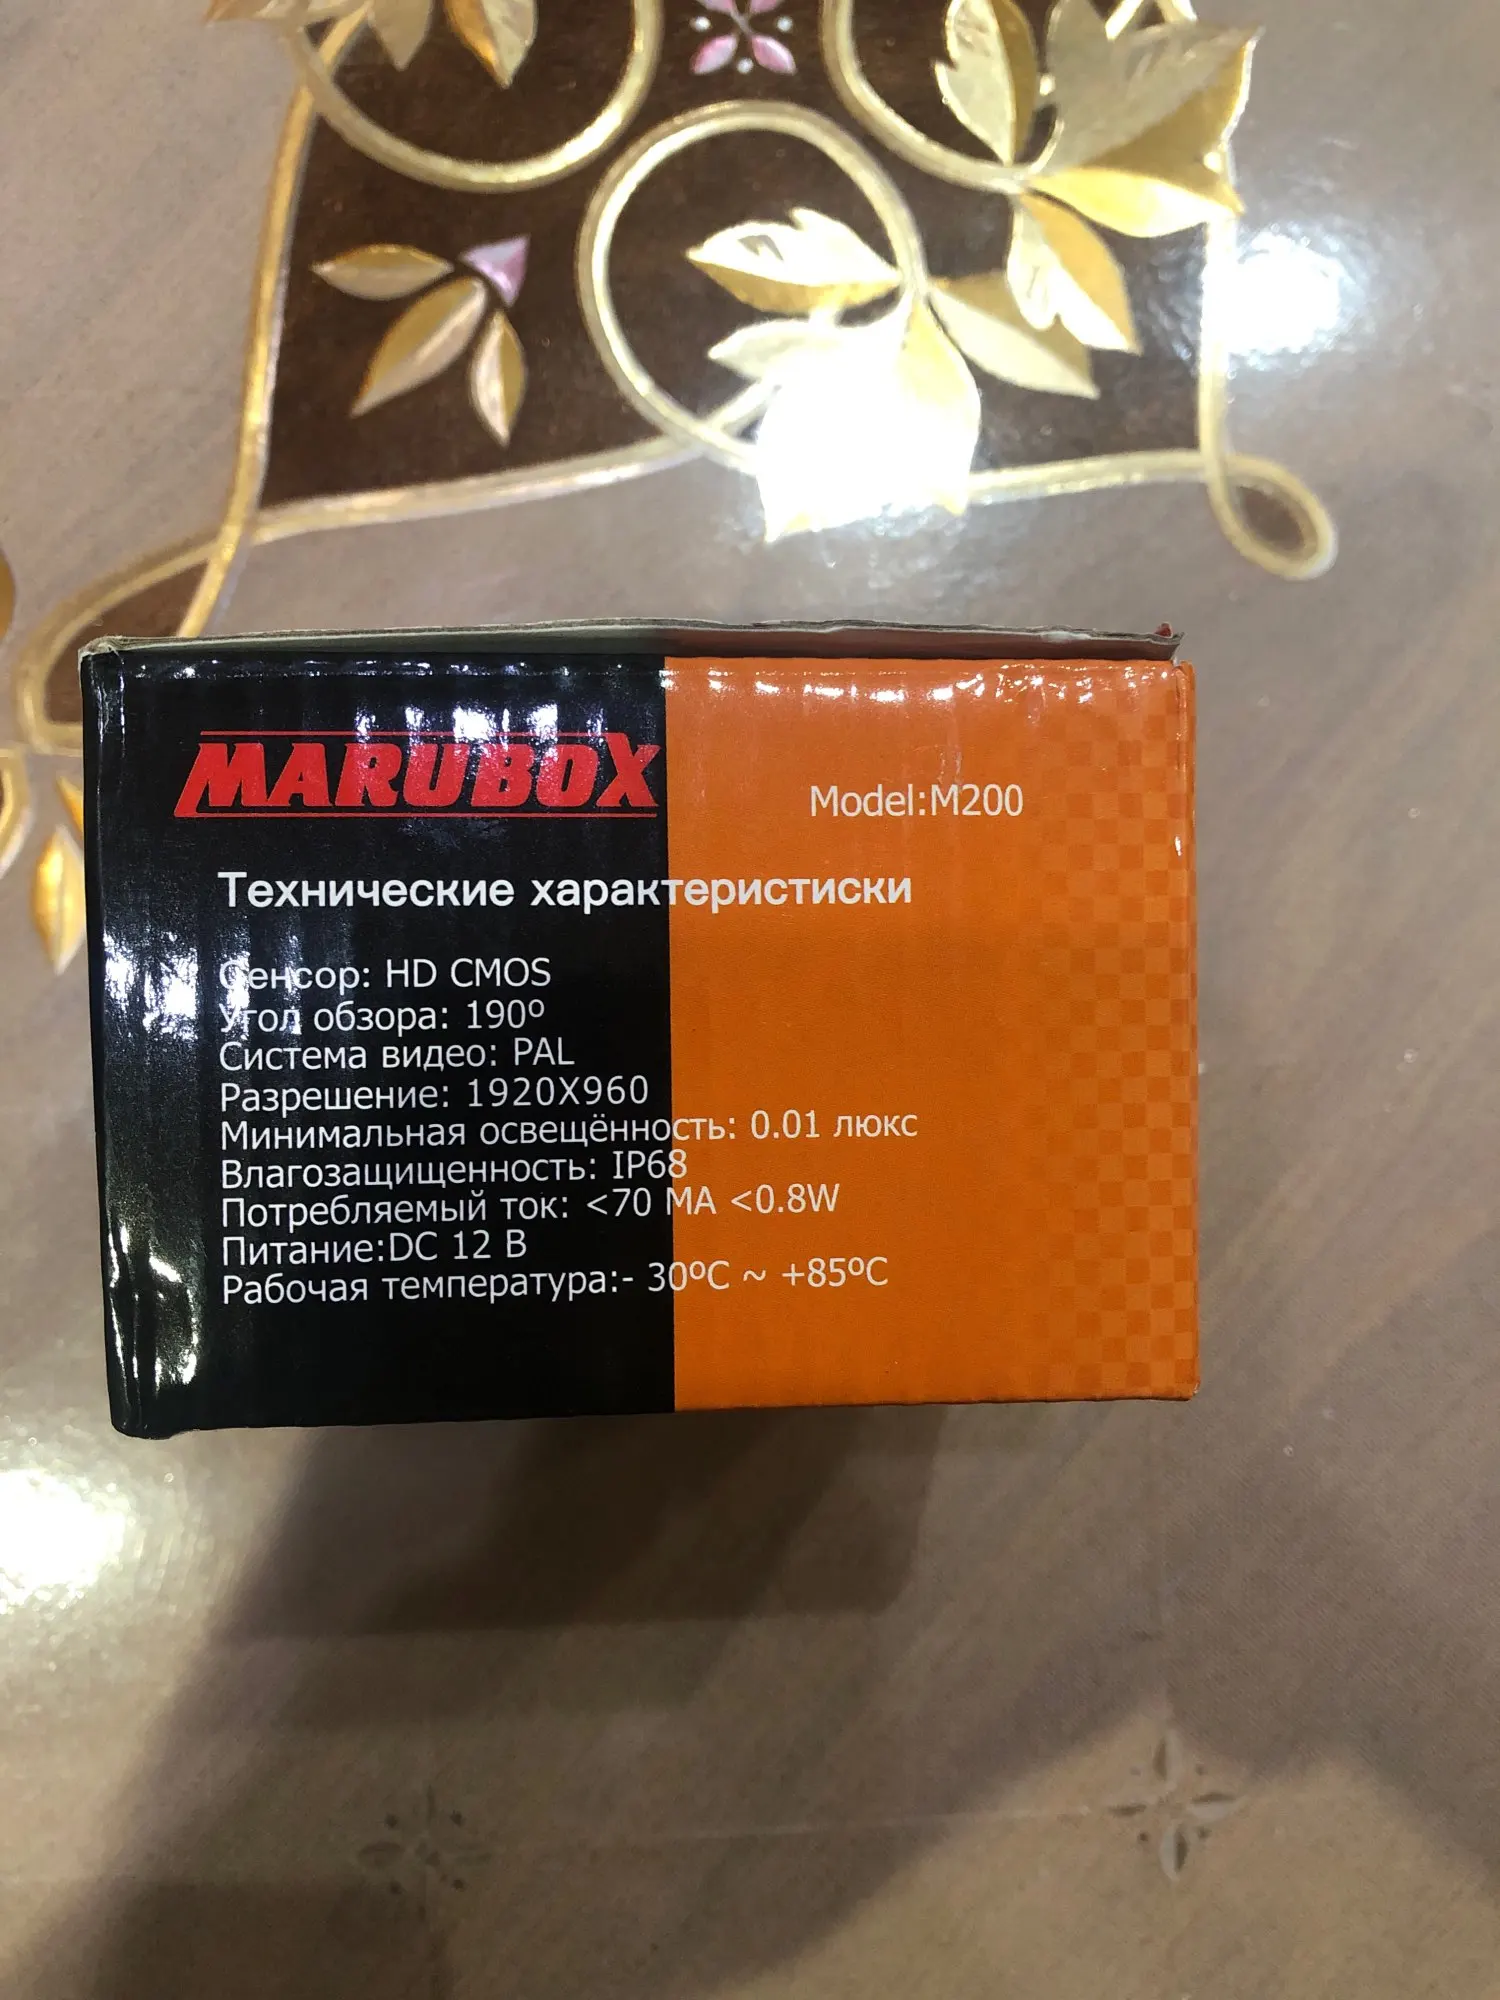 MARUBOX
Model:M200
Технические характеристиски
Сенсор: HD CMOS
Угол обзора: 190º
Система видео: PAL
Разрешение: 1920X960
Минимальная освещённость: 0.01 люкс
Влагозащищенность: IP68
Потребляемый ток: <70 MA <0.8W
Питание:DC 12 В
Рабочая температура:- 30ºC ~ +85ºC